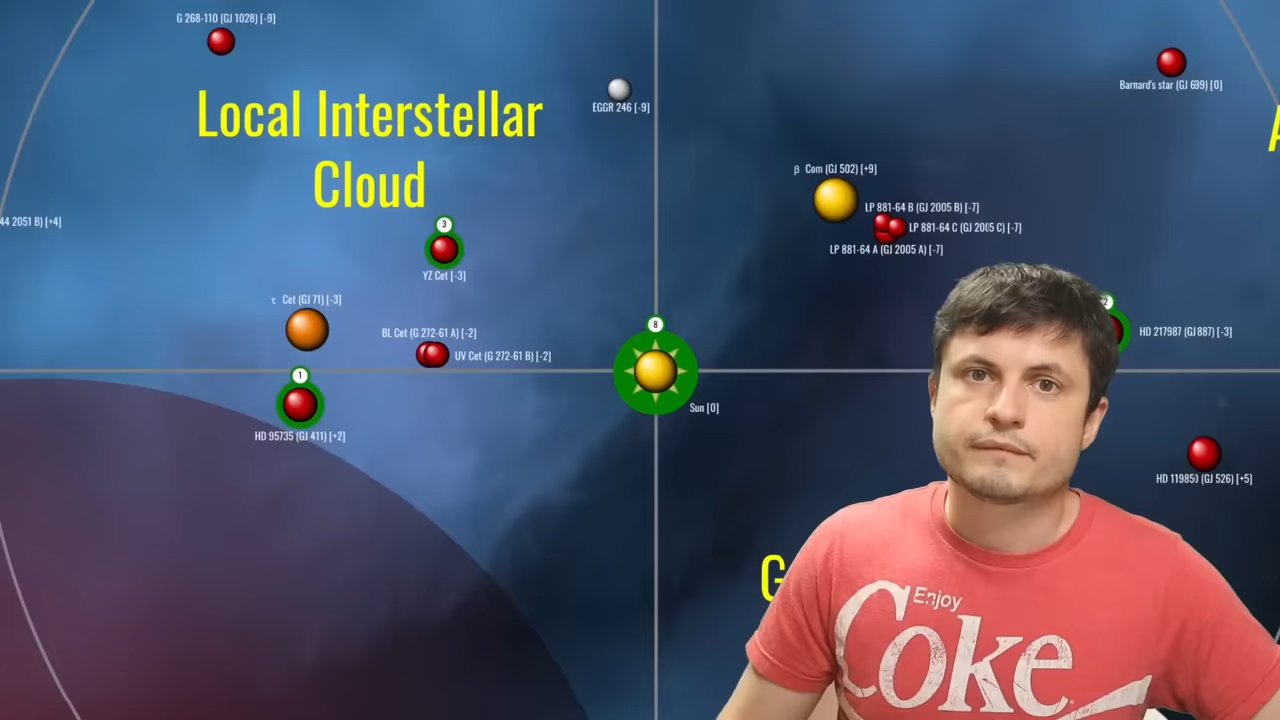 G 268-110 (GJ 1028) [-9]
Barnard's star (GJ 699) [0]
EGGR 246 [-9]
Local Interstellar
Cloud
β Com (GJ 502) [+9]
LP 881-64 B (GJ 2005 B) [-7]
LP 881-64 C (GJ 2005 C) [-7]
LP 881-64 A (GJ 2005 A) [-7]
44 2051 B) [+4]
3
YZ Cet [-3]
τ Cet (GJ 71) [-3]
2
HD 217987 (GJ 887) [-3]
BL Cet (G 272-61 A) [-2]
UV Cet (G 272-61 B) [-2]
8
Sun [0]
1
HD 95735 (GJ 411) [+2]
HD 119850 (GJ 526) [+5]
G
Enjoy
Coke